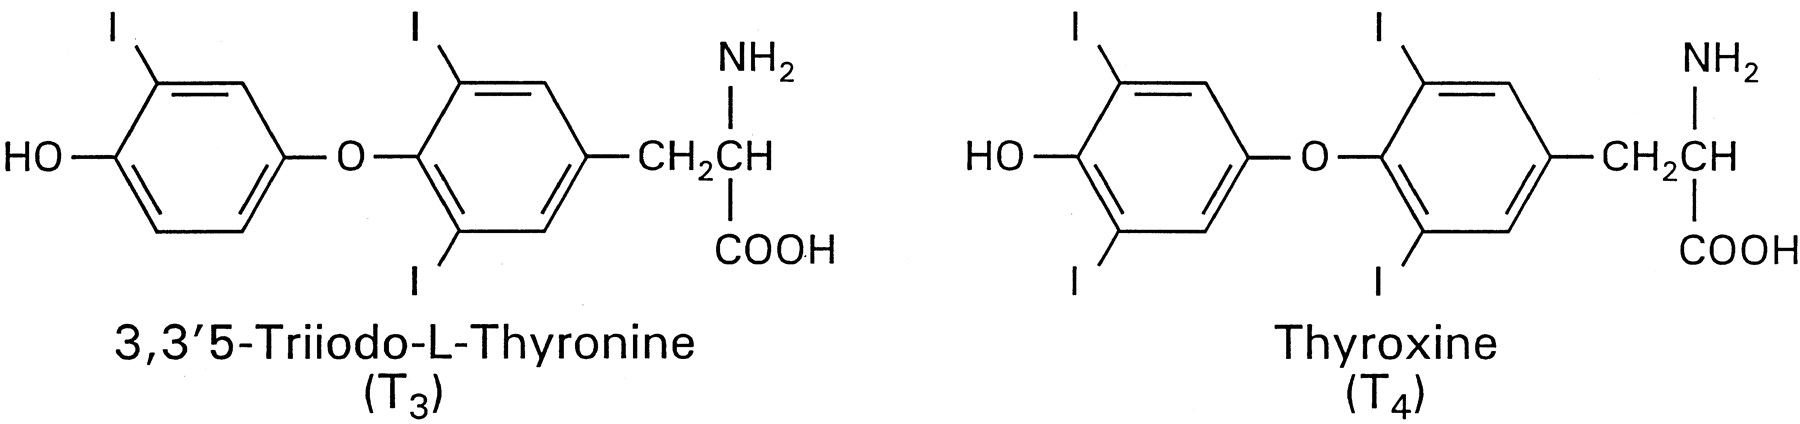 I I NH₂
HO O CH₂CH
I COOH
3,3′5-Triiodo-L-Thyronine
(T₃)
I I NH₂
HO O CH₂CH
I I COOH
Thyroxine
(T₄)